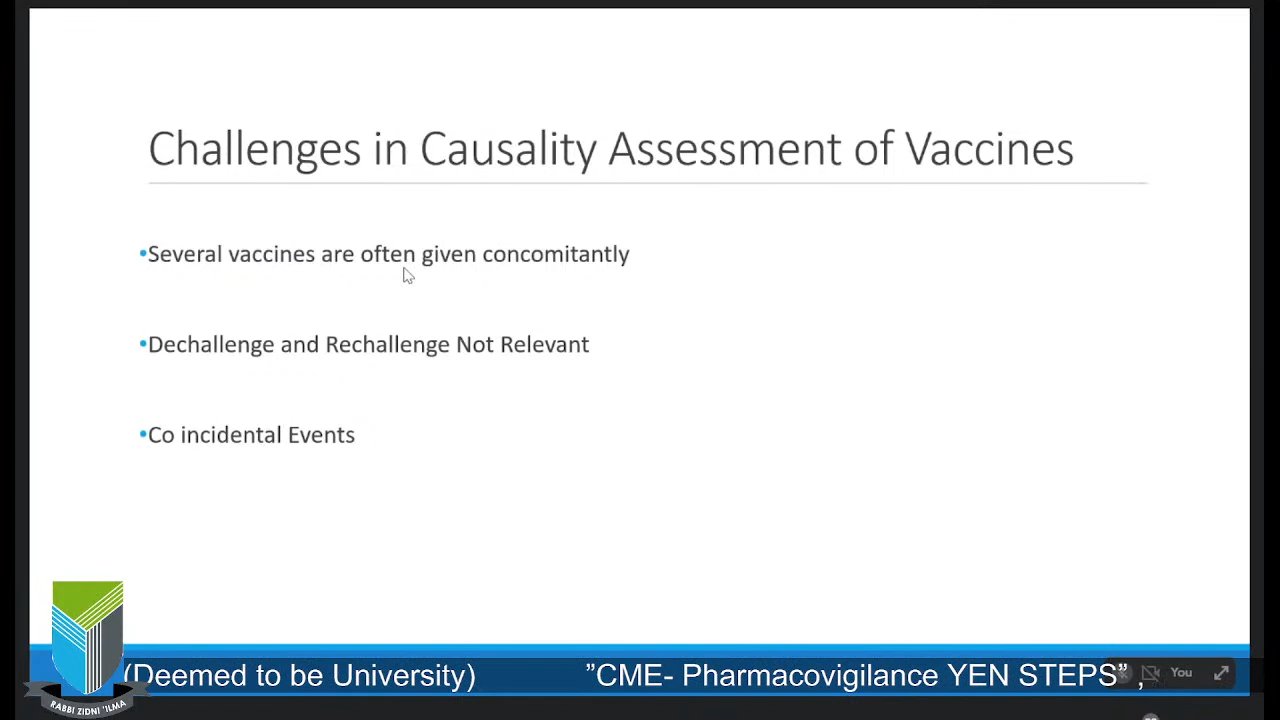 Challenges in Causality Assessment of Vaccines
•Several vaccines are often given concomitantly
•Dechallenge and Rechallenge Not Relevant
•Co incidental Events
(Deemed to be University) ”CME- Pharmacovigilance YEN STEPS” ,
You
RABBI ZIDNI 'ILMA